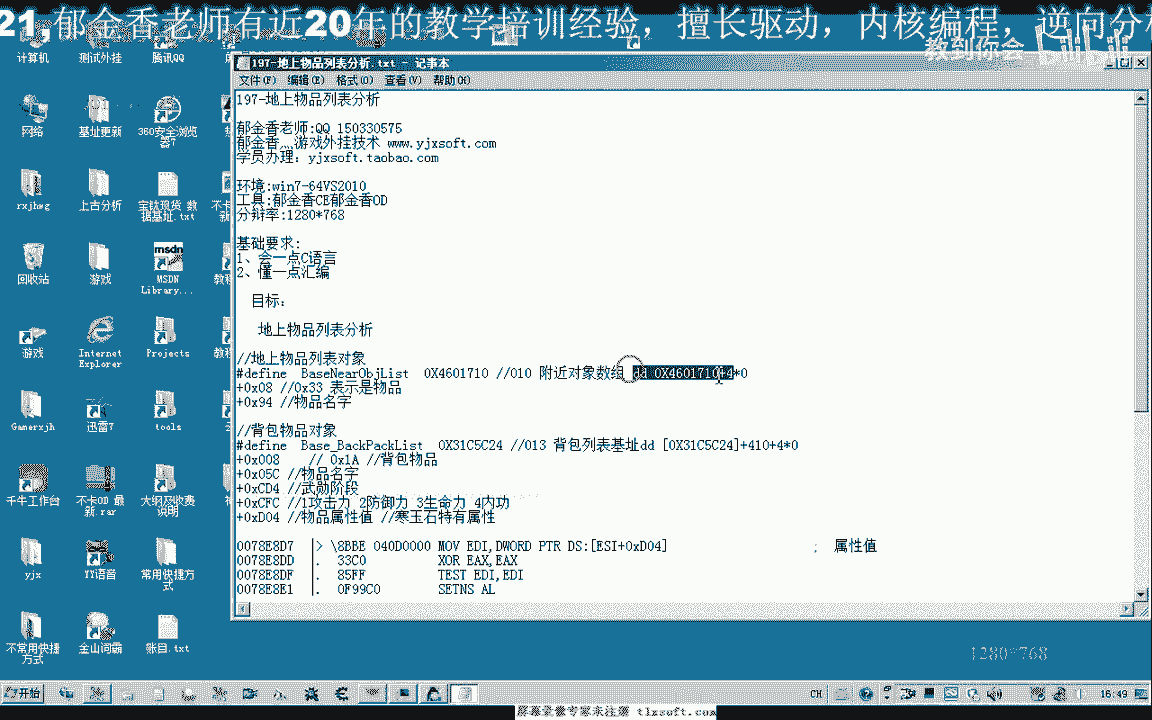 21,郁金香老师有近20年的教学培训经验，擅长驱动，内核编程，逆向分析
教到你会
bilibili
计算机
测试外挂
腾讯QQ
网络
基址更新
360安全浏览器7
rxjhwg
上古分析
宝钛现货 数据基址.txt
回收站
游戏
MSDN Library...
游戏
Internet Explorer
Projects
Gamerxjh
迅雷7
tools
千牛工作台
不卡OD 最新.rar
大纲及收费说明
yjx
YY语音
常用快捷方式
不常用快捷方式
金山词霸
账目.txt
197-地上物品列表分析.txt - 记事本
文件(F) 编辑(E) 格式(O) 查看(V) 帮助(H)
197-地上物品列表分析
郁金香老师:QQ 150330575
郁金香灬游戏外挂技术 www.yjxsoft.com
学员办理：yjxsoft.taobao.com
环境:win7-64VS2010
工具:郁金香CE郁金香OD
分辩率:1280*768
基础要求:
1、会一点C语言
2、懂一点汇编
目标：
地上物品列表分析
//地上物品列表对象
#define BaseNearObjList 0X4601710 //010 附近对象数组 dd 0X4601710+4*0
+0x08 //0x33 表示是物品
+0x94 //物品名字
//背包物品对象
#define Base_BackPackList 0X31C5C24 //013 背包列表基址dd [0X31C5C24]+410+4*0
+0x008 // 0x1A //背包物品
+0x05C //物品名字
+0xCD4 //武勋阶段
+0xCFC //1攻击力 2防御力 3生命力 4内功
+0xD04 //物品属性值 //寒玉石特有属性
0078E8D7 |> \8BBE 040D0000 MOV EDI,DWORD PTR DS:[ESI+0xD04] ; 属性值
0078E8DD |. 33C0 XOR EAX,EAX
0078E8DF |. 85FF TEST EDI,EDI
0078E8E1 |. 0F99C0 SETNS AL
1280*768
开始
CH
16:49
屏幕录像专家未注册 tlxsoft.com